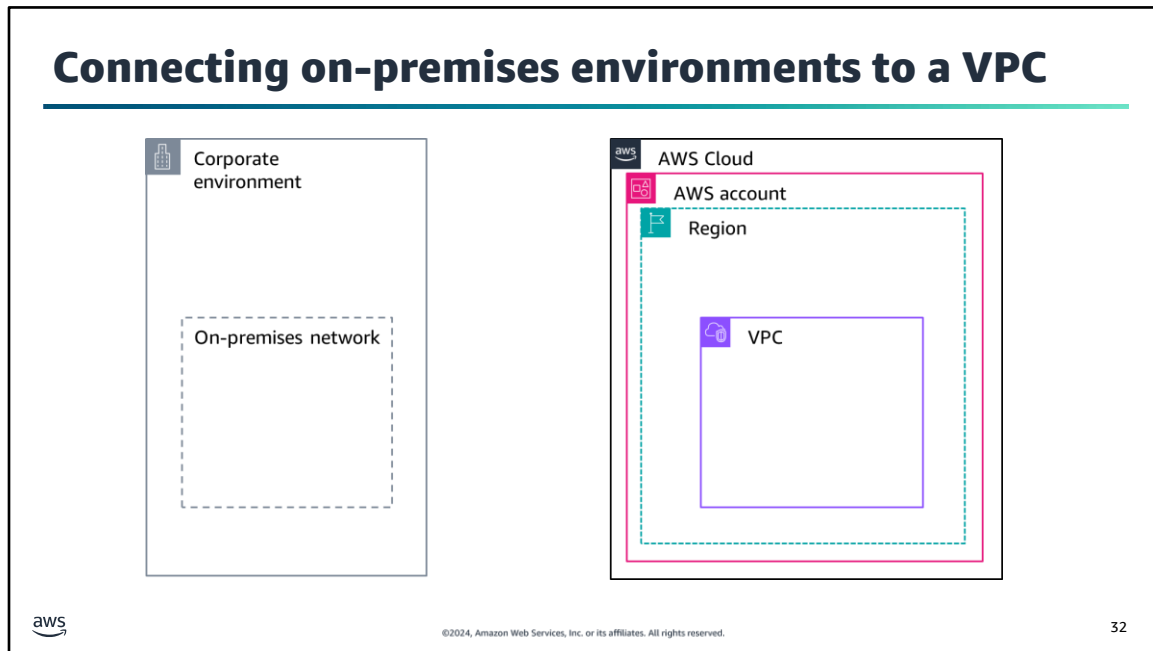 Connecting on-premises environments to a VPC
Corporate
environment
On-premises network
aws
AWS Cloud
AWS account
Region
VPC
aws
©2024, Amazon Web Services, Inc. or its affiliates. All rights reserved.
32